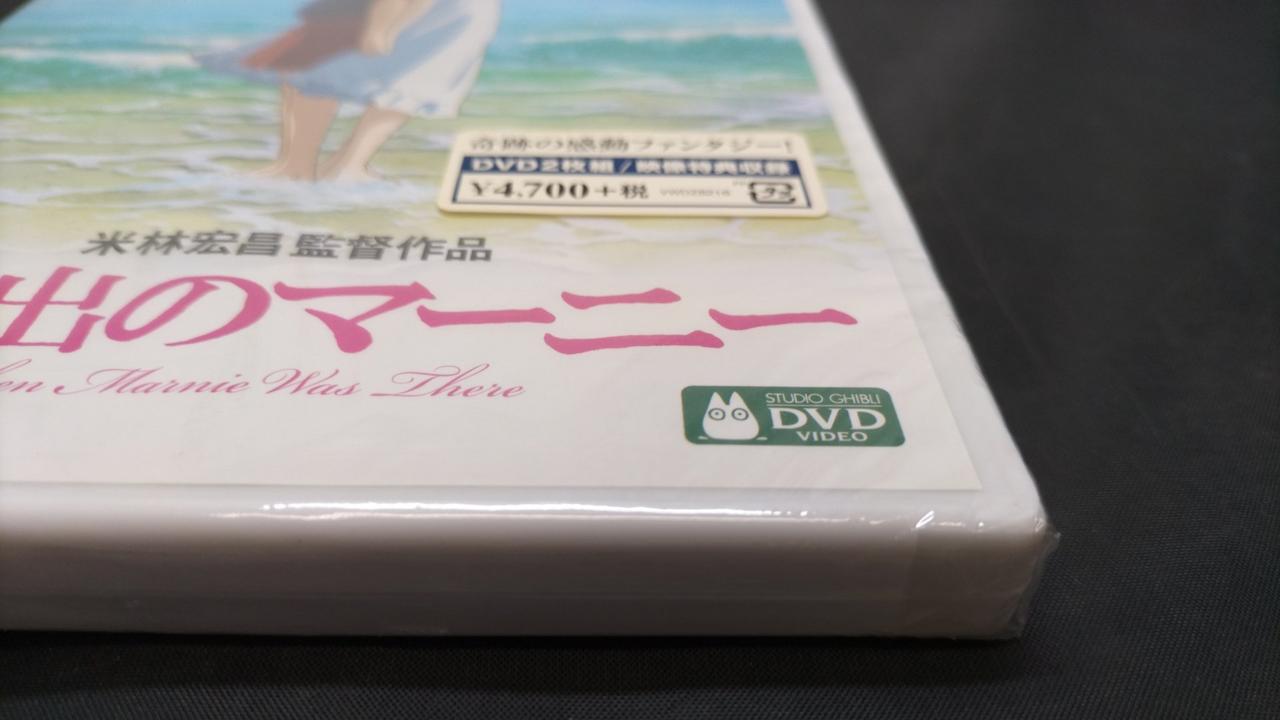 奇跡の感動ファンタジー!
DVD2枚組/映像特典収録
¥4,700+税
米林宏昌監督作品
出のマーニー
en Marnie Was There
STUDIO GHIBLI
DVD
VIDEO